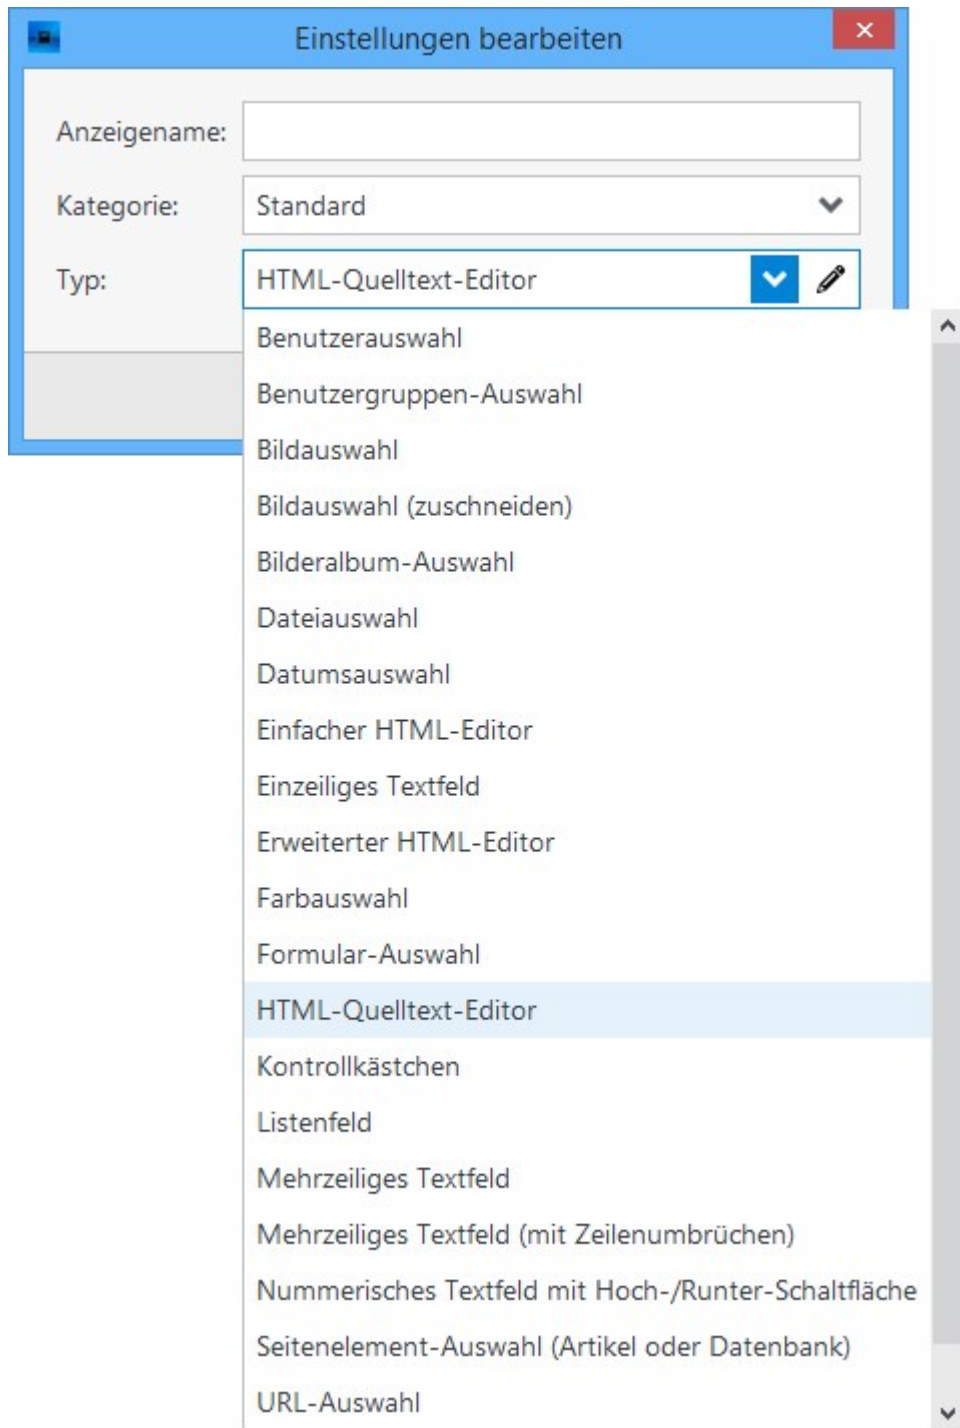 Einstellungen bearbeiten
Anzeigename:
Kategorie: Standard
Typ: HTML-Quelltext-Editor
Benutzerauswahl
Benutzergruppen-Auswahl
Bildauswahl
Bildauswahl (zuschneiden)
Bilderalbum-Auswahl
Dateiauswahl
Datumsauswahl
Einfacher HTML-Editor
Einzeiliges Textfeld
Erweiterter HTML-Editor
Farbauswahl
Formular-Auswahl
HTML-Quelltext-Editor
Kontrollkästchen
Listenfeld
Mehrzeiliges Textfeld
Mehrzeiliges Textfeld (mit Zeilenumbrüchen)
Nummerisches Textfeld mit Hoch-/Runter-Schaltfläche
Seitenelement-Auswahl (Artikel oder Datenbank)
URL-Auswahl